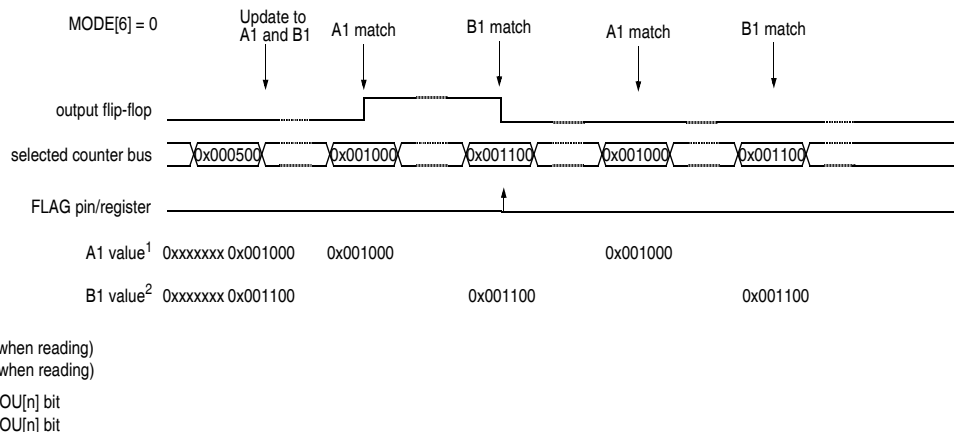 MODE[6] = 0
Update to
A1 and B1
A1 match
B1 match
A1 match
B1 match
output flip-flop
selected counter bus
0x000500
0x001000
0x001100
0x001000
0x001100
FLAG pin/register
A1 value1 0xxxxxxx 0x001000 0x001000 0x001000
B1 value2 0xxxxxxx 0x001100 0x001100 0x001100
when reading)
when reading)
OU[n] bit
OU[n] bit